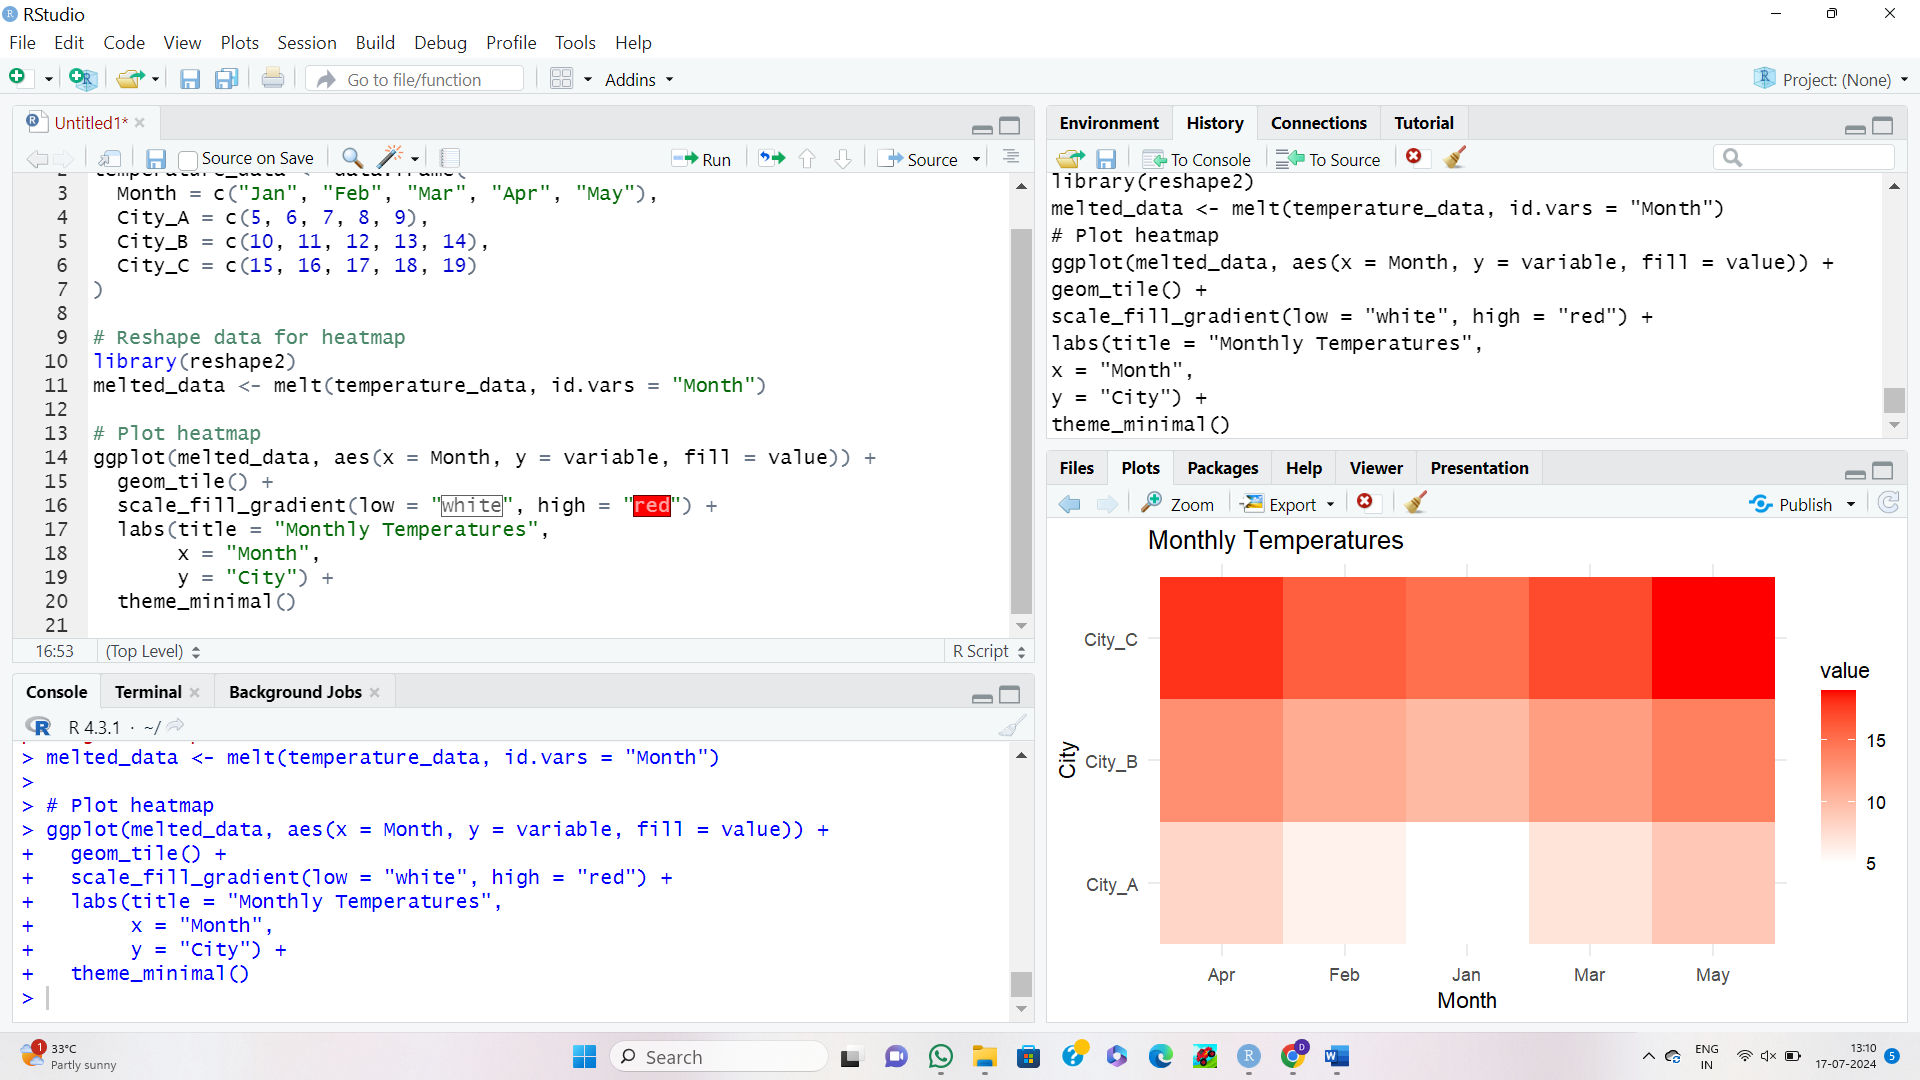 RStudio
File Edit Code View Plots Session Build Debug Profile Tools Help
Go to file/function Addins Project: (None)
Untitled1*
Source on Save Run Source
2 temperature_data <- data.frame(
3 Month = c("Jan", "Feb", "Mar", "Apr", "May"),
4 City_A = c(5, 6, 7, 8, 9),
5 City_B = c(10, 11, 12, 13, 14),
6 City_C = c(15, 16, 17, 18, 19)
7 )
8
9 # Reshape data for heatmap
10 library(reshape2)
11 melted_data <- melt(temperature_data, id.vars = "Month")
12
13 # Plot heatmap
14 ggplot(melted_data, aes(x = Month, y = variable, fill = value)) +
15 geom_tile() +
16 scale_fill_gradient(low = "white", high = "red") +
17 labs(title = "Monthly Temperatures",
18 x = "Month",
19 y = "City") +
20 theme_minimal()
21
16:53 (Top Level) R Script
Console Terminal Background Jobs
R 4.3.1 · ~/
> melted_data <- melt(temperature_data, id.vars = "Month")
>
> # Plot heatmap
> ggplot(melted_data, aes(x = Month, y = variable, fill = value)) +
+ geom_tile() +
+ scale_fill_gradient(low = "white", high = "red") +
+ labs(title = "Monthly Temperatures",
+ x = "Month",
+ y = "City") +
+ theme_minimal()
>
Environment History Connections Tutorial
To Console To Source
library(reshape2)
melted_data <- melt(temperature_data, id.vars = "Month")
# Plot heatmap
ggplot(melted_data, aes(x = Month, y = variable, fill = value)) +
geom_tile() +
scale_fill_gradient(low = "white", high = "red") +
labs(title = "Monthly Temperatures",
x = "Month",
y = "City") +
theme_minimal()
Files Plots Packages Help Viewer Presentation
Zoom Export Publish
Monthly Temperatures
City_C
City_B
City_A
City
Apr Feb Jan Mar May
Month
value
15
10
5
1
33°C
Partly sunny
Search
ENG
IN
13:10
17-07-2024
5